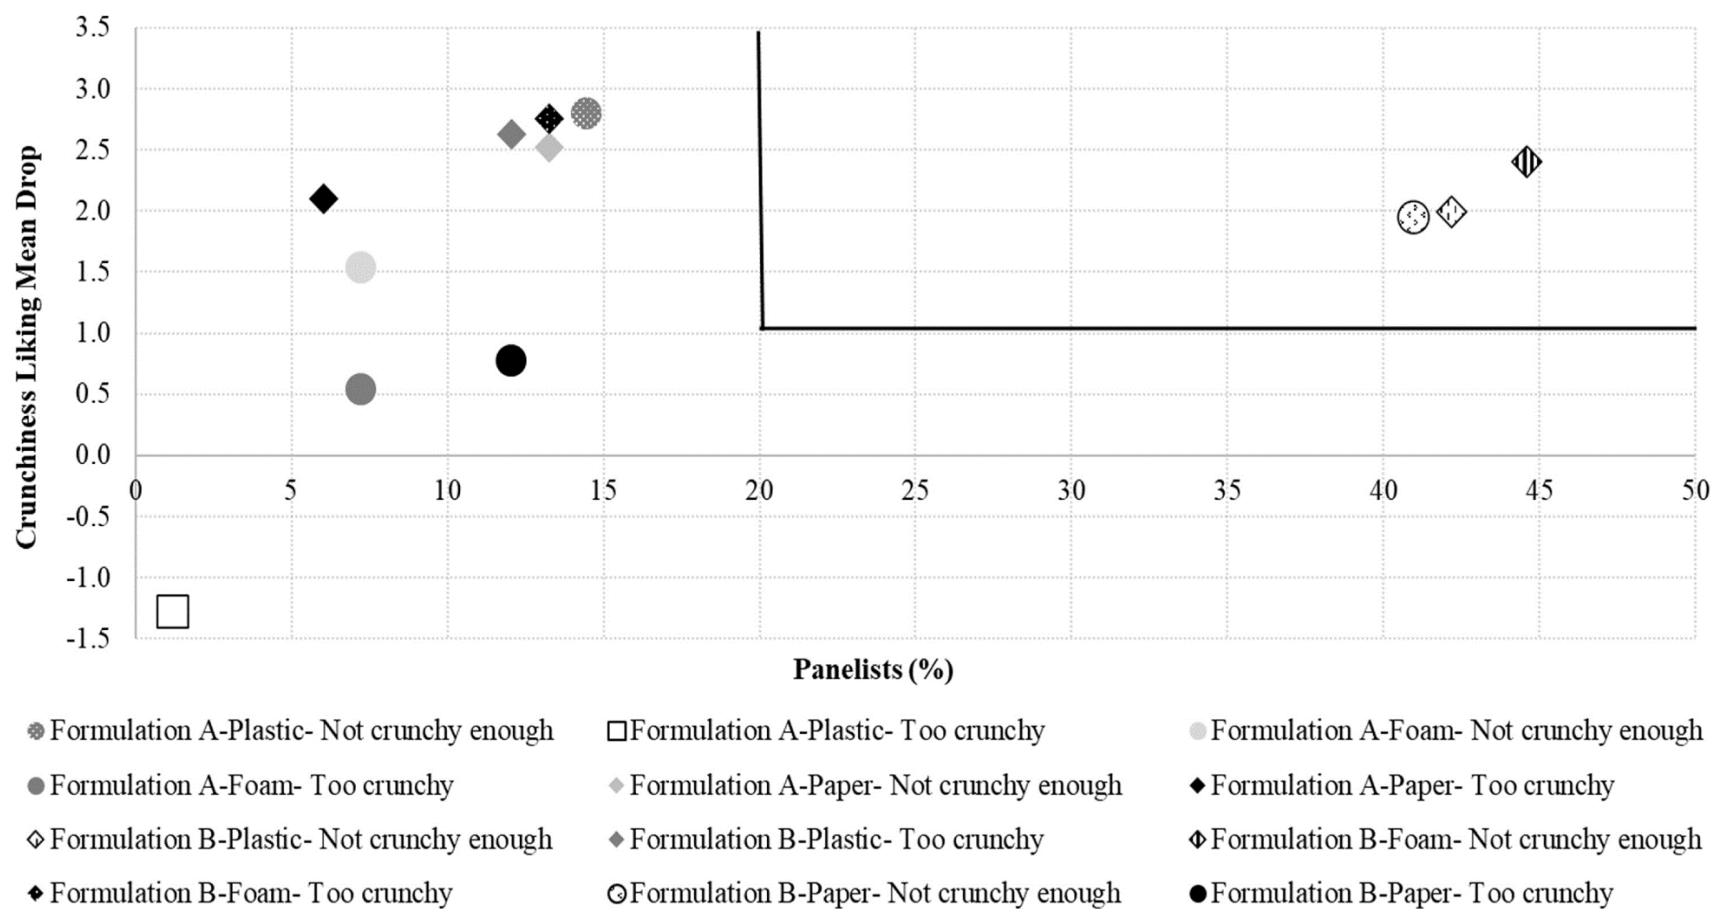 3.5
3.0
2.5
2.0
1.5
1.0
0.5
0.0
-0.5
-1.0
-1.5
Crunchiness Liking Mean Drop
0 5 10 15 20 25 30 35 40 45 50
Panelists (%)
Formulation A-Plastic- Not crunchy enough Formulation A-Plastic- Too crunchy Formulation A-Foam- Not crunchy enough
Formulation A-Foam- Too crunchy Formulation A-Paper- Not crunchy enough Formulation A-Paper- Too crunchy
Formulation B-Plastic- Not crunchy enough Formulation B-Plastic- Too crunchy Formulation B-Foam- Not crunchy enough
Formulation B-Foam- Too crunchy Formulation B-Paper- Not crunchy enough Formulation B-Paper- Too crunchy